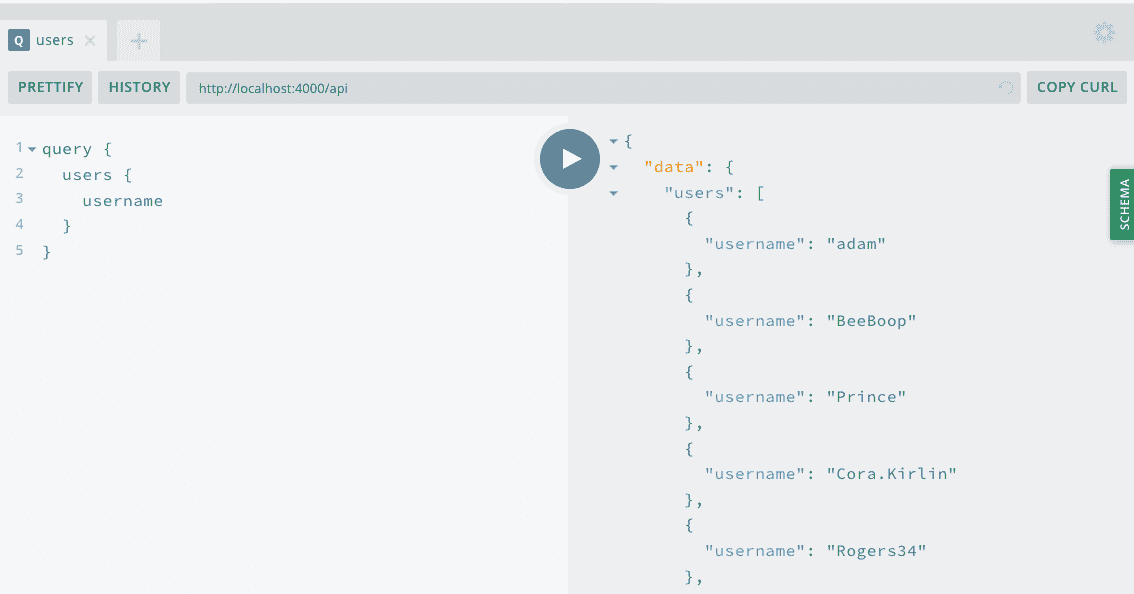 Q users
PRETTIFY HISTORY http://localhost:4000/api COPY CURL
1 query {
2 users {
3 username
4 }
5 }
{
"data": {
"users": [
{
"username": "adam"
},
{
"username": "BeeBoop"
},
{
"username": "Prince"
},
{
"username": "Cora.Kirlin"
},
{
"username": "Rogers34"
},
SCHEMA